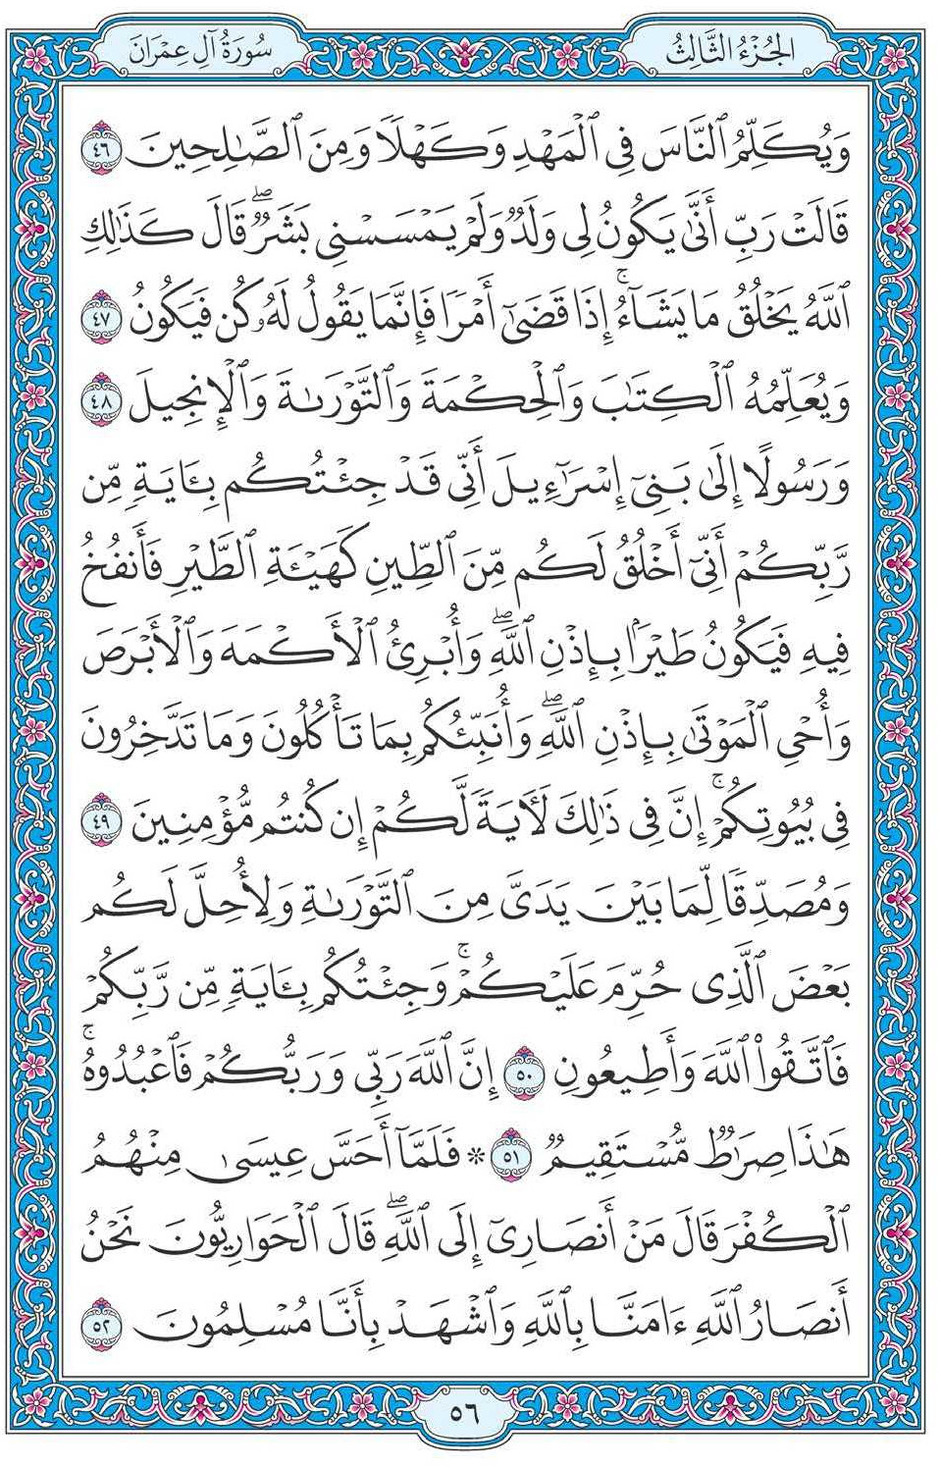 سُورَةُ آلِ عِمْرَانَ
الجُزْءُ الثَّالِثُ
وَيُكَلِّمُ ٱلنَّاسَ فِي ٱلْمَهْدِ وَكَهْلًا وَمِنَ ٱلصَّٰلِحِينَ ٤٦
قَالَتْ رَبِّ أَنَّىٰ يَكُونُ لِي وَلَدٌ وَلَمْ يَمْسَسْنِي بَشَرٌۖ قَالَ كَذَٰلِكِ
ٱللَّهُ يَخْلُقُ مَا يَشَآءُۚ إِذَا قَضَىٰٓ أَمْرًا فَإِنَّمَا يَقُولُ لَهُۥ كُن فَيَكُونُ ٤٧
وَيُعَلِّمُهُ ٱلْكِتَٰبَ وَٱلْحِكْمَةَ وَٱلتَّوْرَىٰةَ وَٱلْإِنجِيلَ ٤٨
وَرَسُولًا إِلَىٰ بَنِيٓ إِسْرَٰٓءِيلَ أَنِّي قَدْ جِئْتُكُم بِـَٔايَةٍ مِّن
رَّبِّكُمْ أَنِّيٓ أَخْلُقُ لَكُم مِّنَ ٱلطِّينِ كَهَيْـَٔةِ ٱلطَّيْرِ فَأَنفُخُ
فِيهِ فَيَكُونُ طَيْرًۢا بِإِذْنِ ٱللَّهِۖ وَأُبْرِئُ ٱلْأَكْمَهَ وَٱلْأَبْرَصَ
وَأُحْيِ ٱلْمَوْتَىٰ بِإِذْنِ ٱللَّهِۖ وَأُنَبِّئُكُم بِمَا تَأْكُلُونَ وَمَا تَدَّخِرُونَ
فِي بُيُوتِكُمْۚ إِنَّ فِي ذَٰلِكَ لَأٓيَةً لَّكُمْ إِن كُنتُم مُّؤْمِنِينَ ٤٩
وَمُصَدِّقًا لِّمَا بَيْنَ يَدَيَّ مِنَ ٱلتَّوْرَىٰةِ وَلِأُحِلَّ لَكُم
بَعْضَ ٱلَّذِي حُرِّمَ عَلَيْكُمْۚ وَجِئْتُكُم بِـَٔايَةٍ مِّن رَّبِّكُمْ
فَٱتَّقُوا۟ ٱللَّهَ وَأَطِيعُونِ ٥٠ إِنَّ ٱللَّهَ رَبِّي وَرَبُّكُمْ فَٱعْبُدُوهُۚ
هَٰذَا صِرَٰطٌ مُّسْتَقِيمٌ ٥١ * فَلَمَّآ أَحَسَّ عِيسَىٰ مِنْهُمُ
ٱلْكُفْرَ قَالَ مَنْ أَنصَارِيٓ إِلَى ٱللَّهِۖ قَالَ ٱلْحَوَارِيُّونَ نَحْنُ
أَنصَارُ ٱللَّهِ ءَامَنَّا بِٱللَّهِ وَٱشْهَدْ بِأَنَّا مُسْلِمُونَ ٥٢
٥٦